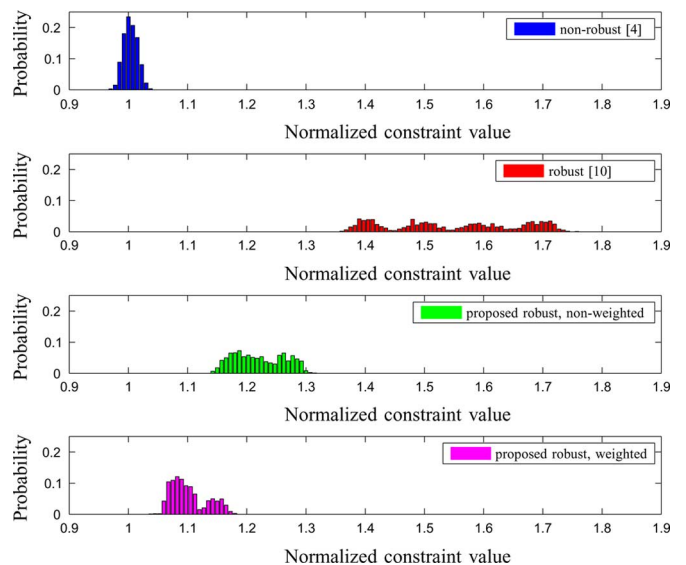 Probability
0.2
0.1
0
non-robust [4]
0.9 1 1.1 1.2 1.3 1.4 1.5 1.6 1.7 1.8 1.9
Normalized constraint value
Probability
0.2
0.1
0
robust [10]
0.9 1 1.1 1.2 1.3 1.4 1.5 1.6 1.7 1.8 1.9
Normalized constraint value
Probability
0.2
0.1
0
proposed robust, non-weighted
0.9 1 1.1 1.2 1.3 1.4 1.5 1.6 1.7 1.8 1.9
Normalized constraint value
Probability
0.2
0.1
0
proposed robust, weighted
0.9 1 1.1 1.2 1.3 1.4 1.5 1.6 1.7 1.8 1.9
Normalized constraint value